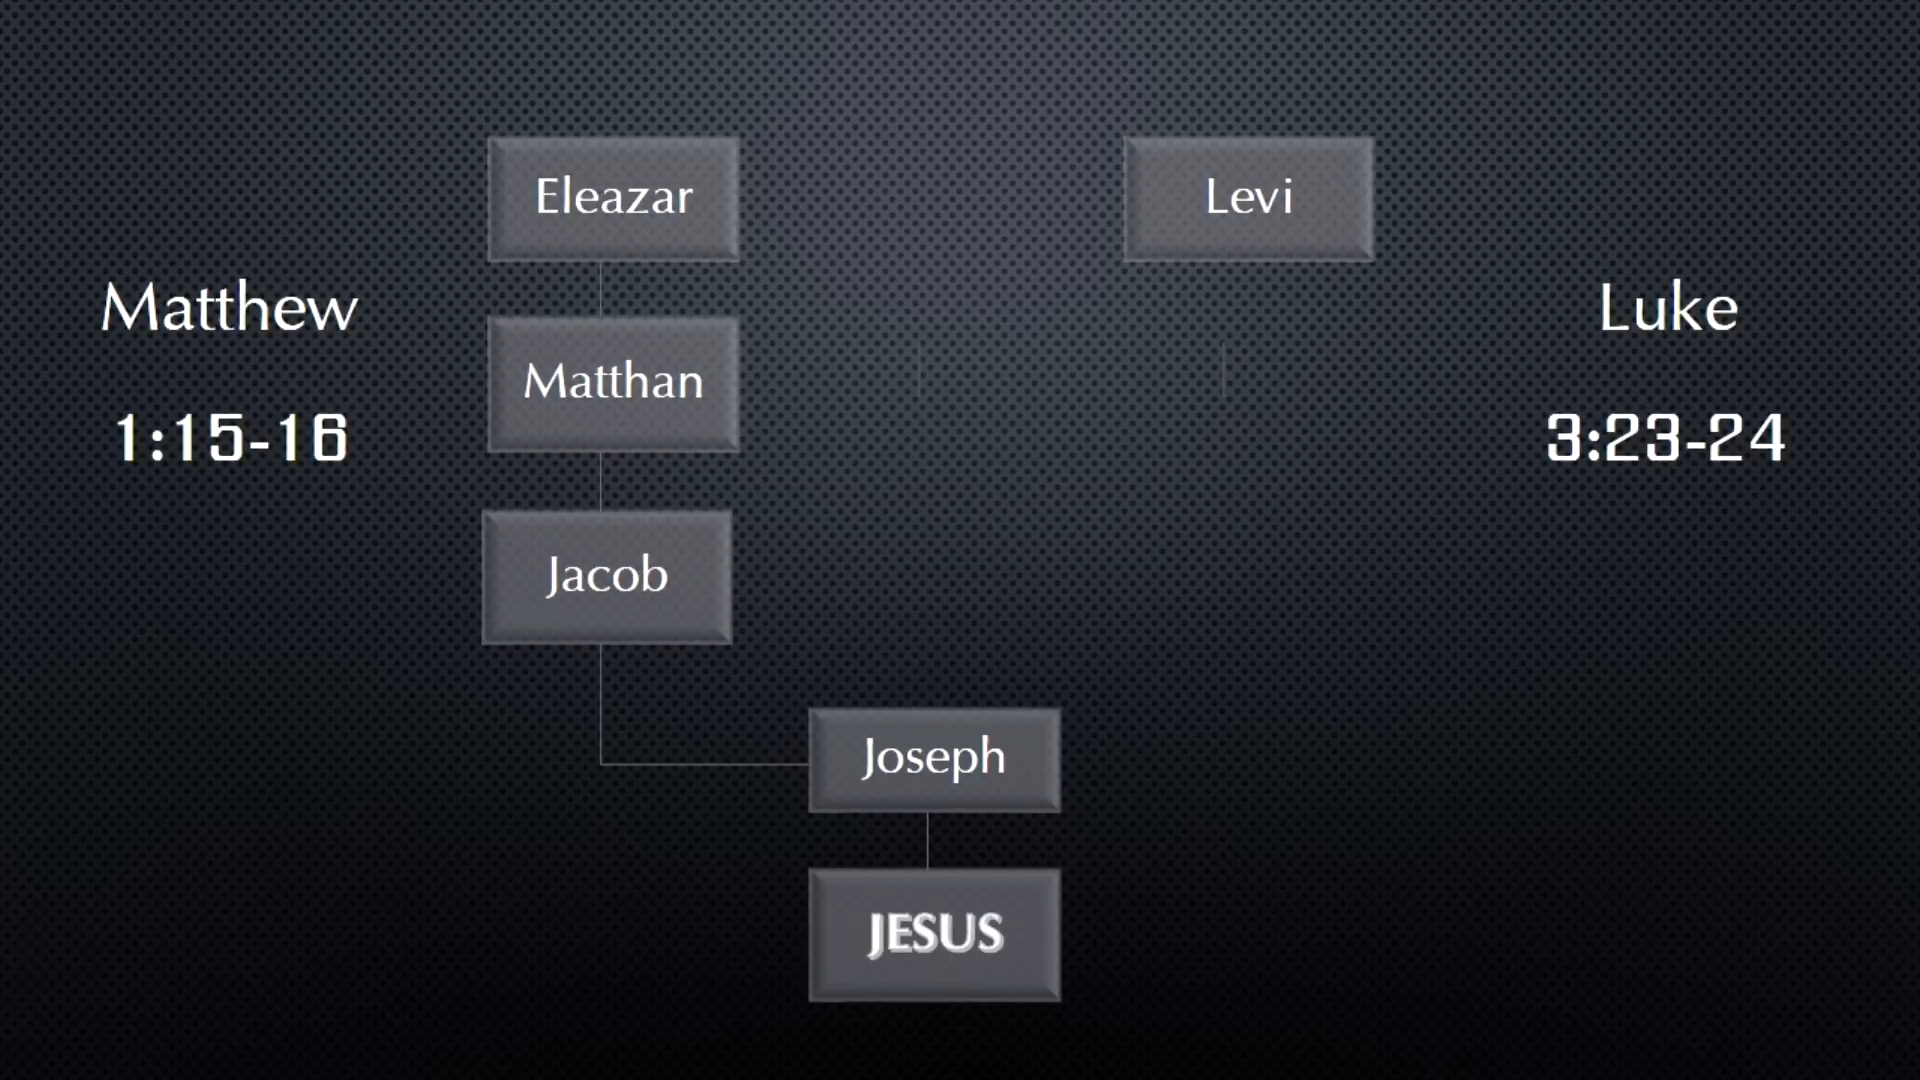 Eleazar
Levi
Matthew
Luke
Matthan
1:15-16
3:23-24
Jacob
Joseph
JESUS